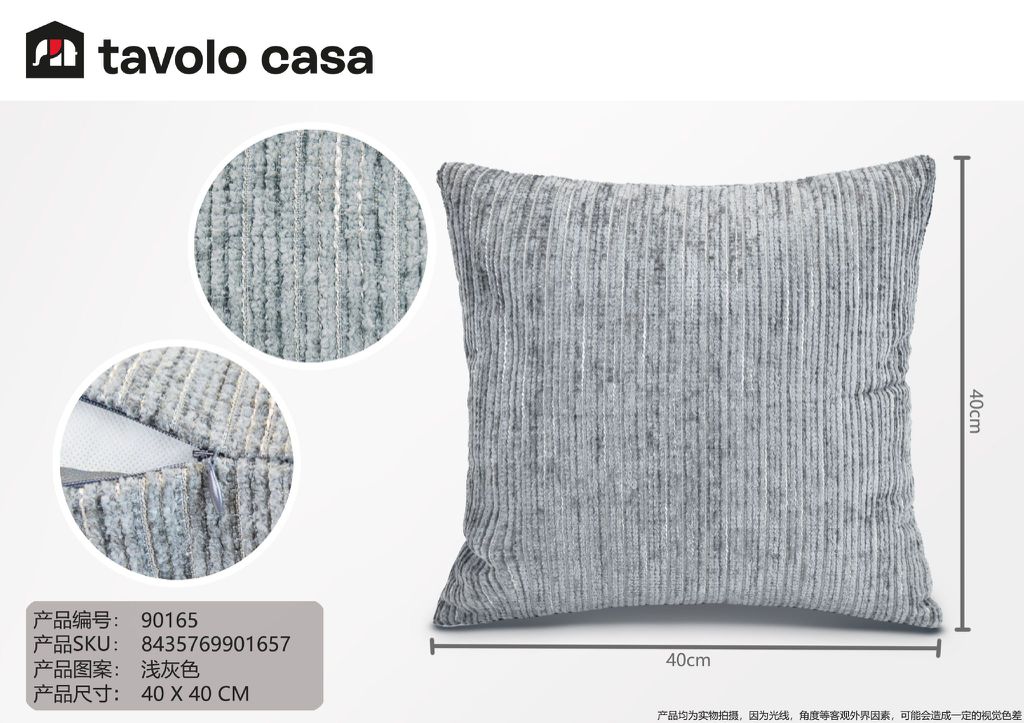 tavolo casa
40cm
40cm
产品编号： 90165
产品SKU： 8435769901657
产品图案： 浅灰色
产品尺寸： 40 X 40 CM
产品均为实物拍摄，因为光线，角度等客观外界因素，可能会造成一定的视觉色差